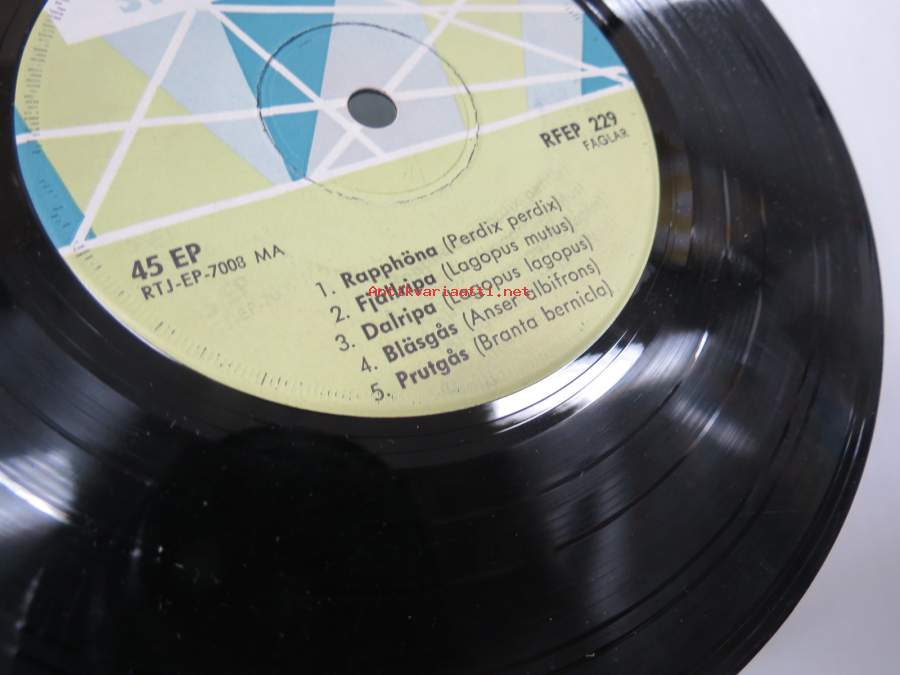 RFEP 229
FÅGLAR
45 EP
RTJ-EP-7008 MA
1. Rapphöna (Perdix perdix)
2. Fjällripa (Lagopus mutus)
Antikvariaatti.net
3. Dalripa (Lagopus lagopus)
4. Bläsgås (Anser albifrons)
5. Prutgås (Branta bernicla)